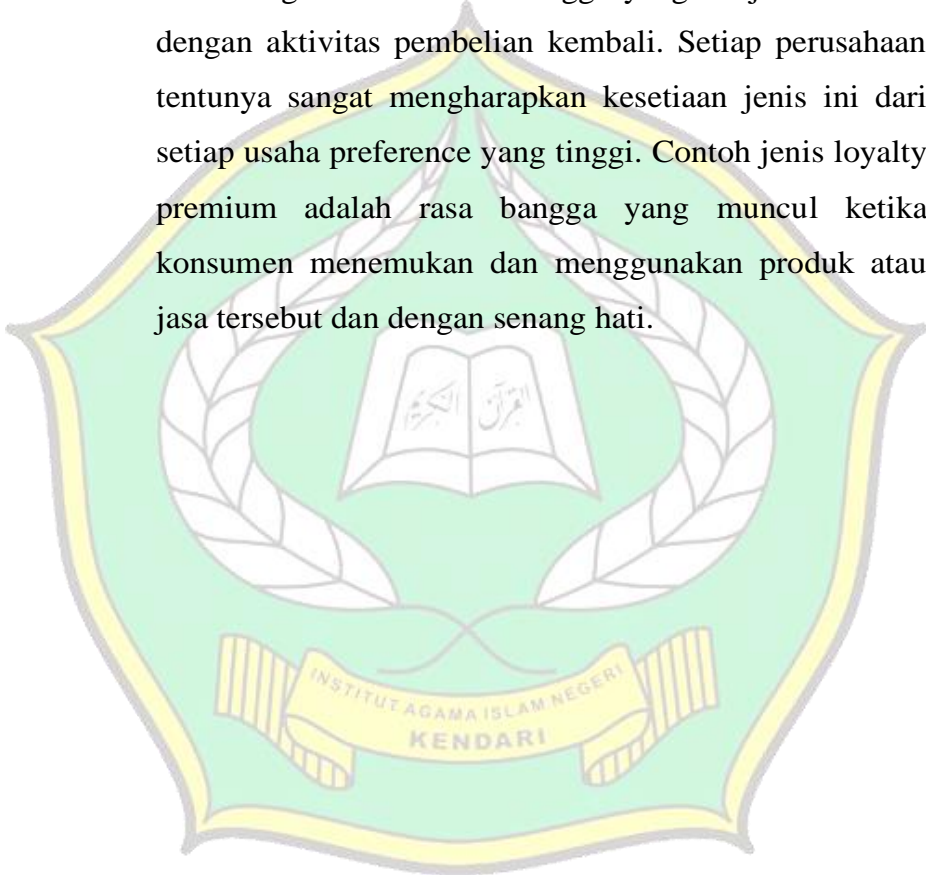 dengan aktivitas pembelian kembali. Setiap perusahaan
tentunya sangat mengharapkan kesetiaan jenis ini dari
setiap usaha preference yang tinggi. Contoh jenis loyalty
premium adalah rasa bangga yang muncul ketika
konsumen menemukan dan menggunakan produk atau
jasa tersebut dan dengan senang hati.
القرآن الكريم
INSTITUT AGAMA ISLAM NEGERI
KENDARI